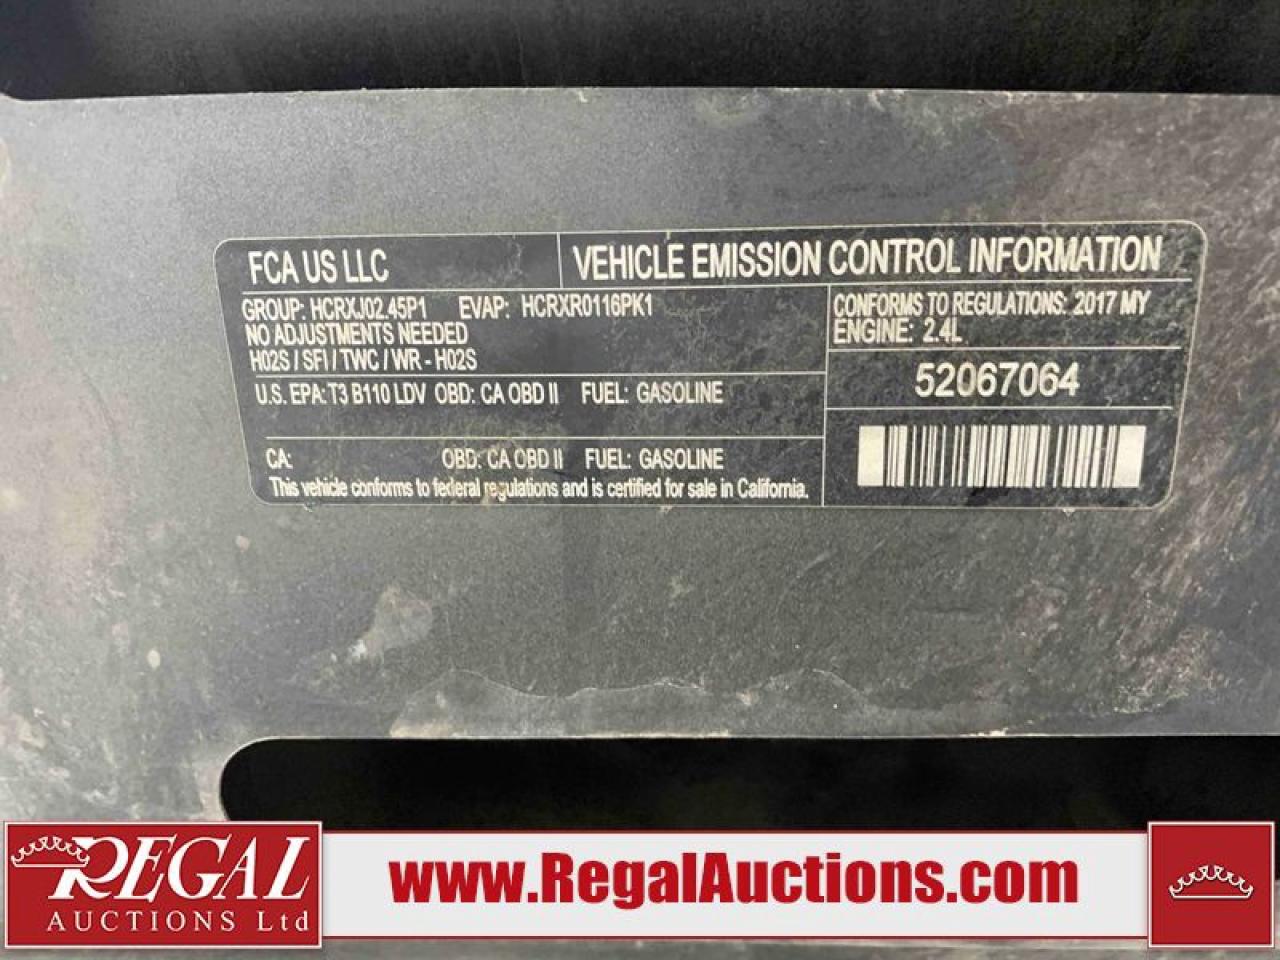 FCA US LLC
VEHICLE EMISSION CONTROL INFORMATION
GROUP: HCRXJ02.45P1 EVAP: HCRXR0116PK1
NO ADJUSTMENTS NEEDED
H02S / SFI / TWC / WR - H02S
U.S. EPA: T3 B110 LDV OBD: CA OBD II FUEL: GASOLINE
CA: OBD: CA OBD II FUEL: GASOLINE
This vehicle conforms to federal regulations and is certified for sale in California.
CONFORMS TO REGULATIONS: 2017 MY
ENGINE: 2.4L
52067064
REGAL
AUCTIONS Ltd
www.RegalAuctions.com